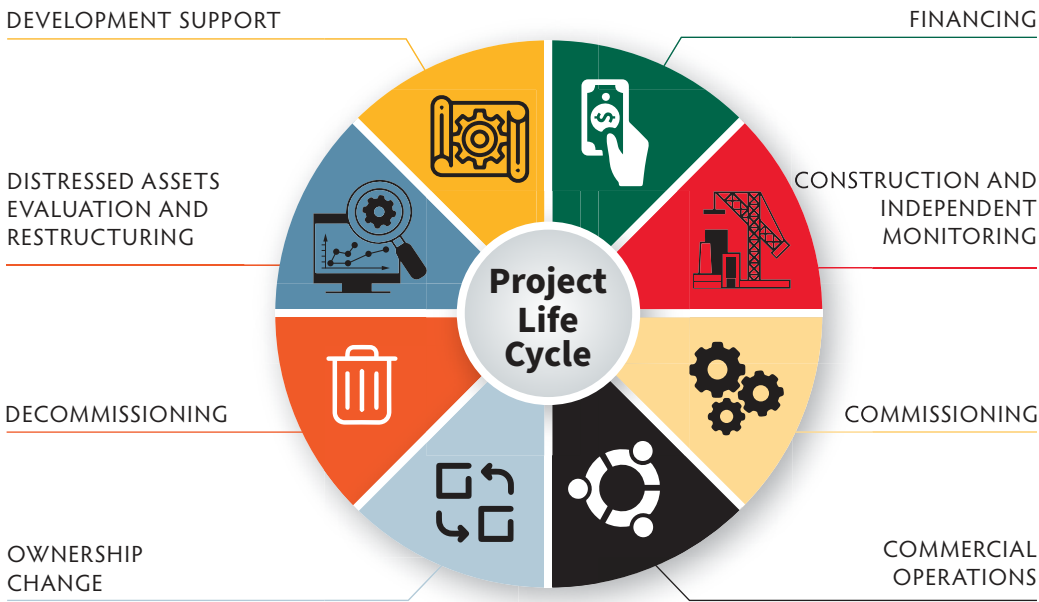 DEVELOPMENT SUPPORT
FINANCING
DISTRESSED ASSETS
EVALUATION AND
RESTRUCTURING
CONSTRUCTION AND
INDEPENDENT
MONITORING
Project
Life
Cycle
DECOMMISSIONING
COMMISSIONING
OWNERSHIP
CHANGE
COMMERCIAL
OPERATIONS
$